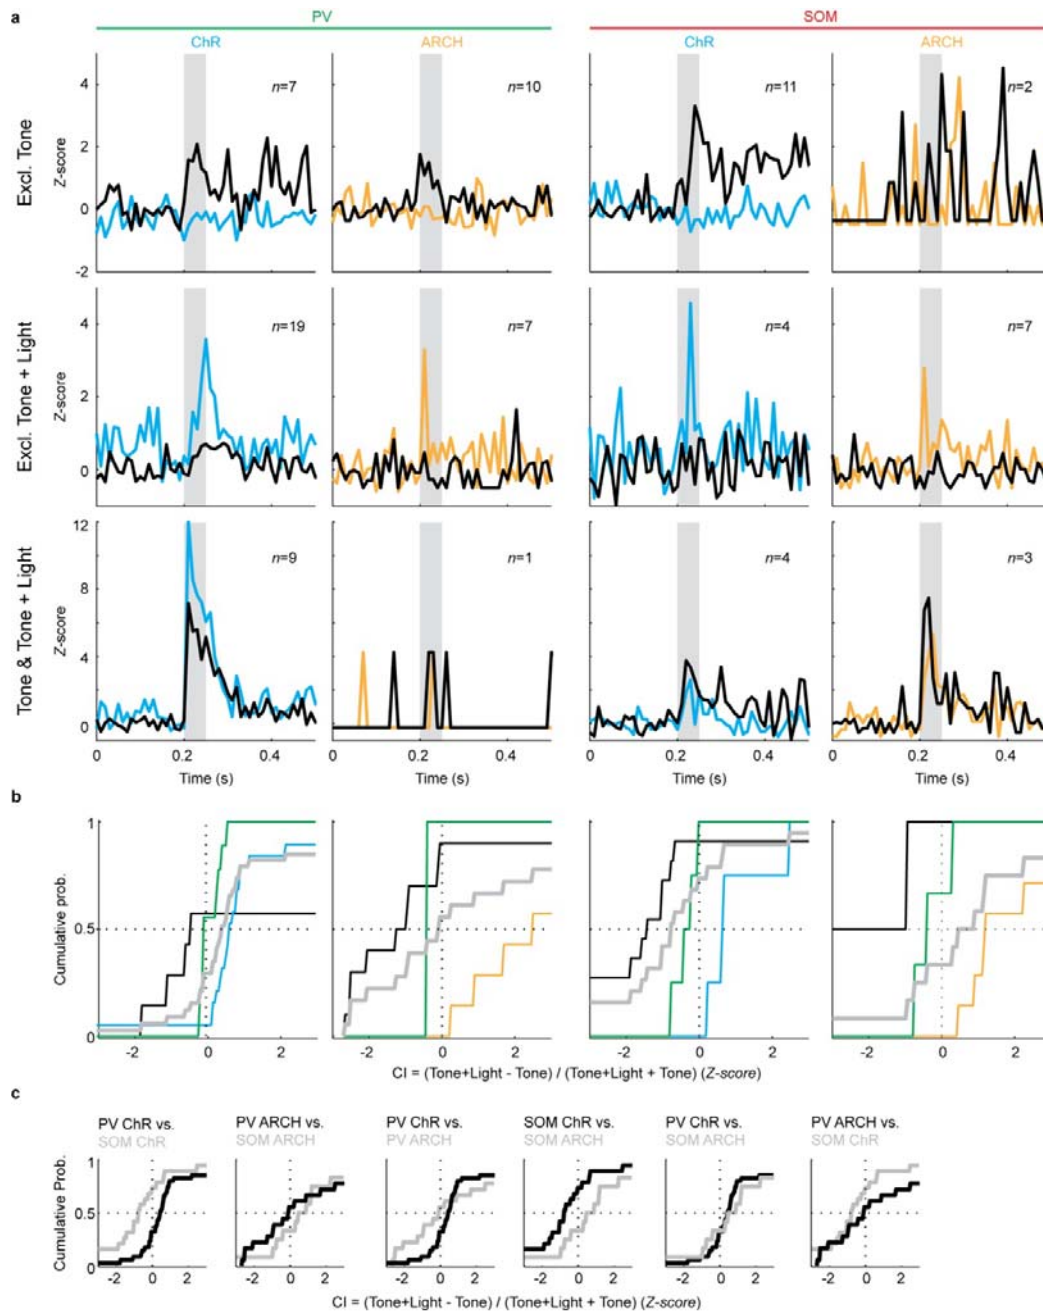 a
PV
SOM
ChR
ARCH
ChR
ARCH
Excl. Tone
Z-score
4
2
0
-2
n=7
n=10
n=11
n=2
Excl. Tone + Light
Z-score
4
2
0
n=19
n=7
n=4
n=7
Tone & Tone + Light
Z-score
12
8
4
0
n=9
n=1
n=4
n=3
0 0.2 0.4
0 0.2 0.4
0 0.2 0.4
0 0.2 0.4
Time (s)
Time (s)
Time (s)
Time (s)
b
Cumulative prob.
1
0.5
0
-2 0 2
-2 0 2
-2 0 2
-2 0 2
CI = (Tone+Light - Tone) / (Tone+Light + Tone) (Z-score)
c
PV ChR vs.
SOM ChR
PV ARCH vs.
SOM ARCH
PV ChR vs.
PV ARCH
SOM ChR vs.
SOM ARCH
PV ChR vs.
SOM ARCH
PV ARCH vs.
SOM ChR
Cumulative Prob.
1
0.5
0
-2 0 2
-2 0 2
-2 0 2
-2 0 2
-2 0 2
-2 0 2
CI = (Tone+Light - Tone) / (Tone+Light + Tone) (Z-score)